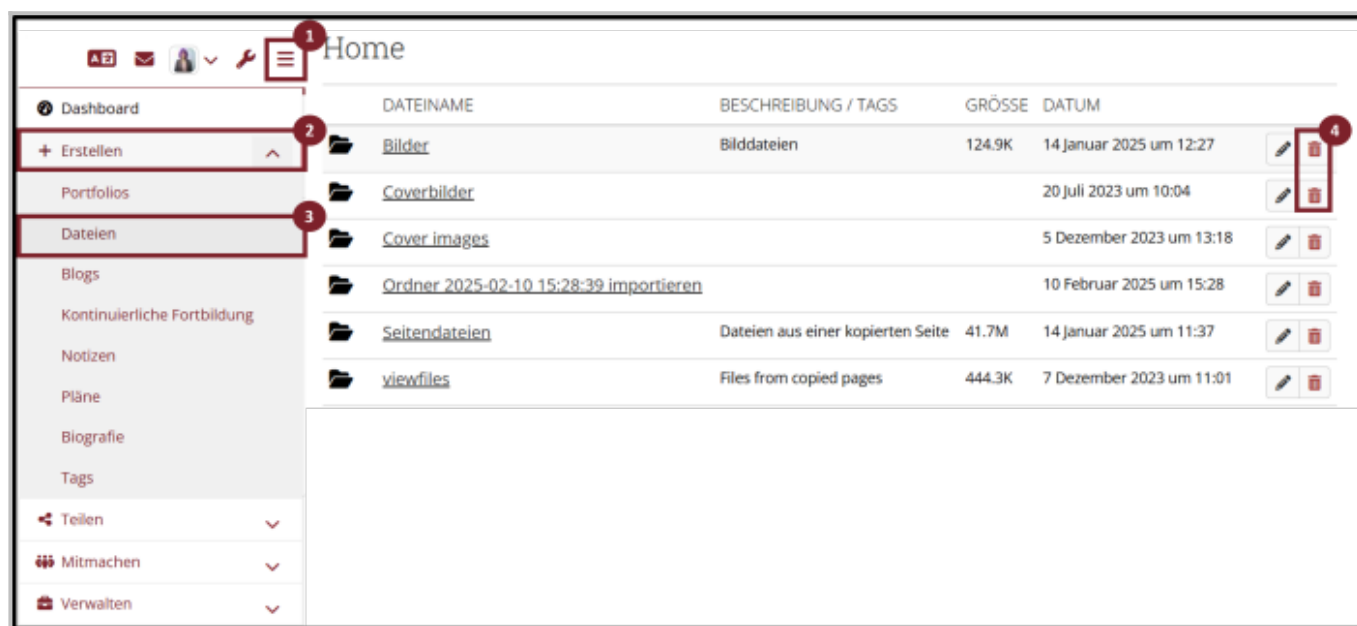 1
Home
Dashboard
2
+ Erstellen
Portfolios
3
Dateien
Blogs
Kontinuierliche Fortbildung
Notizen
Pläne
Biografie
Tags
Teilen
Mitmachen
Verwalten
DATEINAME BESCHREIBUNG / TAGS GRÖSSE DATUM
4
Bilder Bilddateien 124.9K 14 Januar 2025 um 12:27
Coverbilder 20 Juli 2023 um 10:04
Cover images 5 Dezember 2023 um 13:18
Ordner 2025-02-10 15:28:39 importieren 10 Februar 2025 um 15:28
Seitendateien Dateien aus einer kopierten Seite 41.7M 14 Januar 2025 um 11:37
viewfiles Files from copied pages 444.3K 7 Dezember 2023 um 11:01